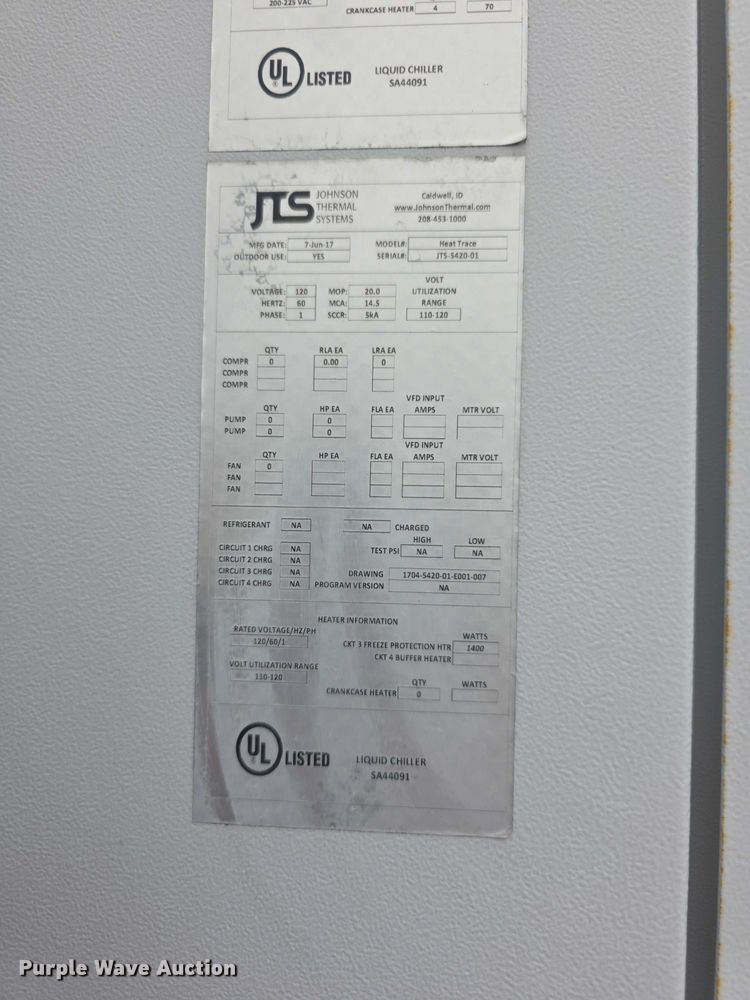 200-225 VAC
CRANKCASE HEATER 4 70
UL LISTED
LIQUID CHILLER
SA44091
JTS JOHNSON THERMAL SYSTEMS
Caldwell, ID
www.JohnsonThermal.com
208-453-1000
MFG DATE: 7-Jun-17 MODEL#: Heat Trace
OUTDOOR USE: YES SERIAL#: JTS-5420-01
VOLT
VOLTAGE: 120 MOP: 20.0 UTILIZATION
HERTZ: 60 MCA: 14.5 RANGE
PHASE: 1 SCCR: 5kA 110-120
QTY RLA EA LRA EA
COMPR 0 0.00 0
COMPR
COMPR
VFD INPUT
QTY HP EA FLA EA AMPS MTR VOLT
PUMP 0 0
PUMP 0 0
VFD INPUT
QTY HP EA FLA EA AMPS MTR VOLT
FAN 0
FAN
FAN
REFRIGERANT NA NA CHARGED
HIGH LOW
CIRCUIT 1 CHRG NA TEST PSI NA NA
CIRCUIT 2 CHRG NA
CIRCUIT 3 CHRG NA DRAWING 1704-5420-01-E001-007
CIRCUIT 4 CHRG NA PROGRAM VERSION NA
HEATER INFORMATION
RATED VOLTAGE/HZ/PH WATTS
120/60/1 CKT 3 FREEZE PROTECTION HTR 1400
CKT 4 BUFFER HEATER
VOLT UTILIZATION RANGE
110-120 QTY WATTS
CRANKCASE HEATER 0
UL LISTED
LIQUID CHILLER
SA44091
Purple Wave Auction